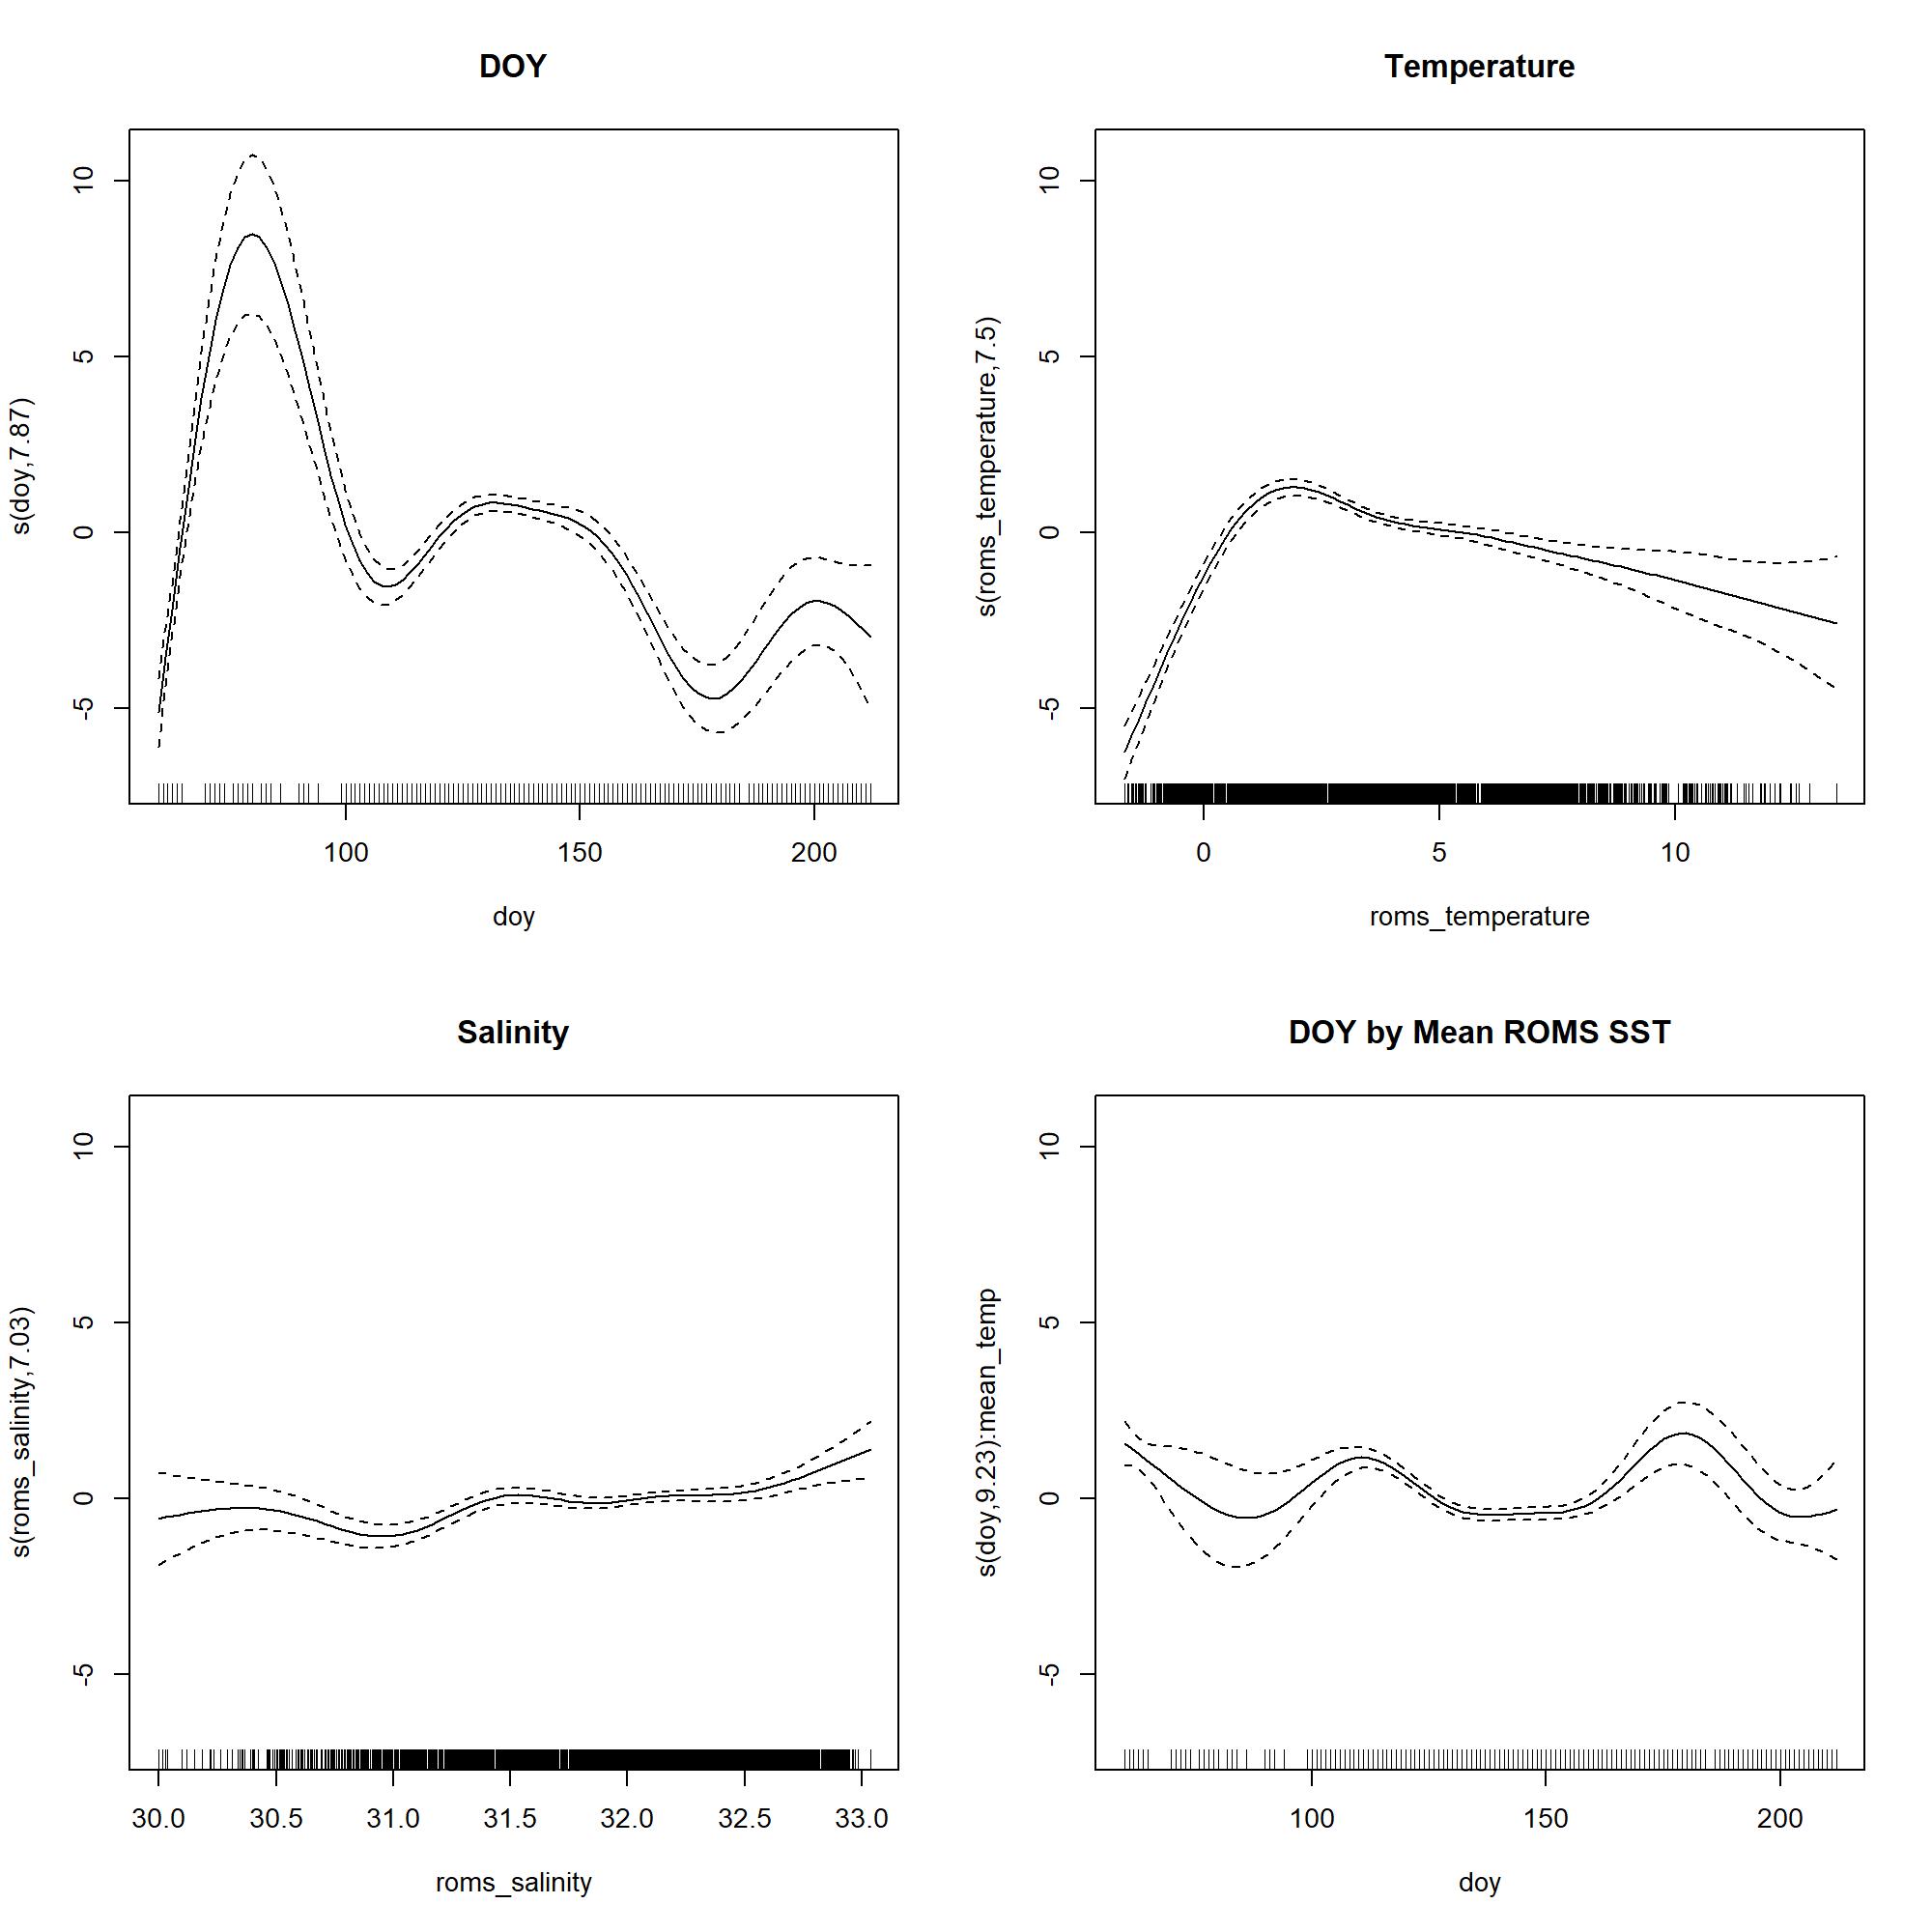 DOY
s(doy,7.87)
10
5
0
-5
100 150 200
doy
Temperature
s(roms_temperature,7.5)
10
5
0
-5
0 5 10
roms_temperature
Salinity
s(roms_salinity,7.03)
10
5
0
-5
30.0 30.5 31.0 31.5 32.0 32.5 33.0
roms_salinity
DOY by Mean ROMS SST
s(doy,9.23):mean_temp
10
5
0
-5
100 150 200
doy